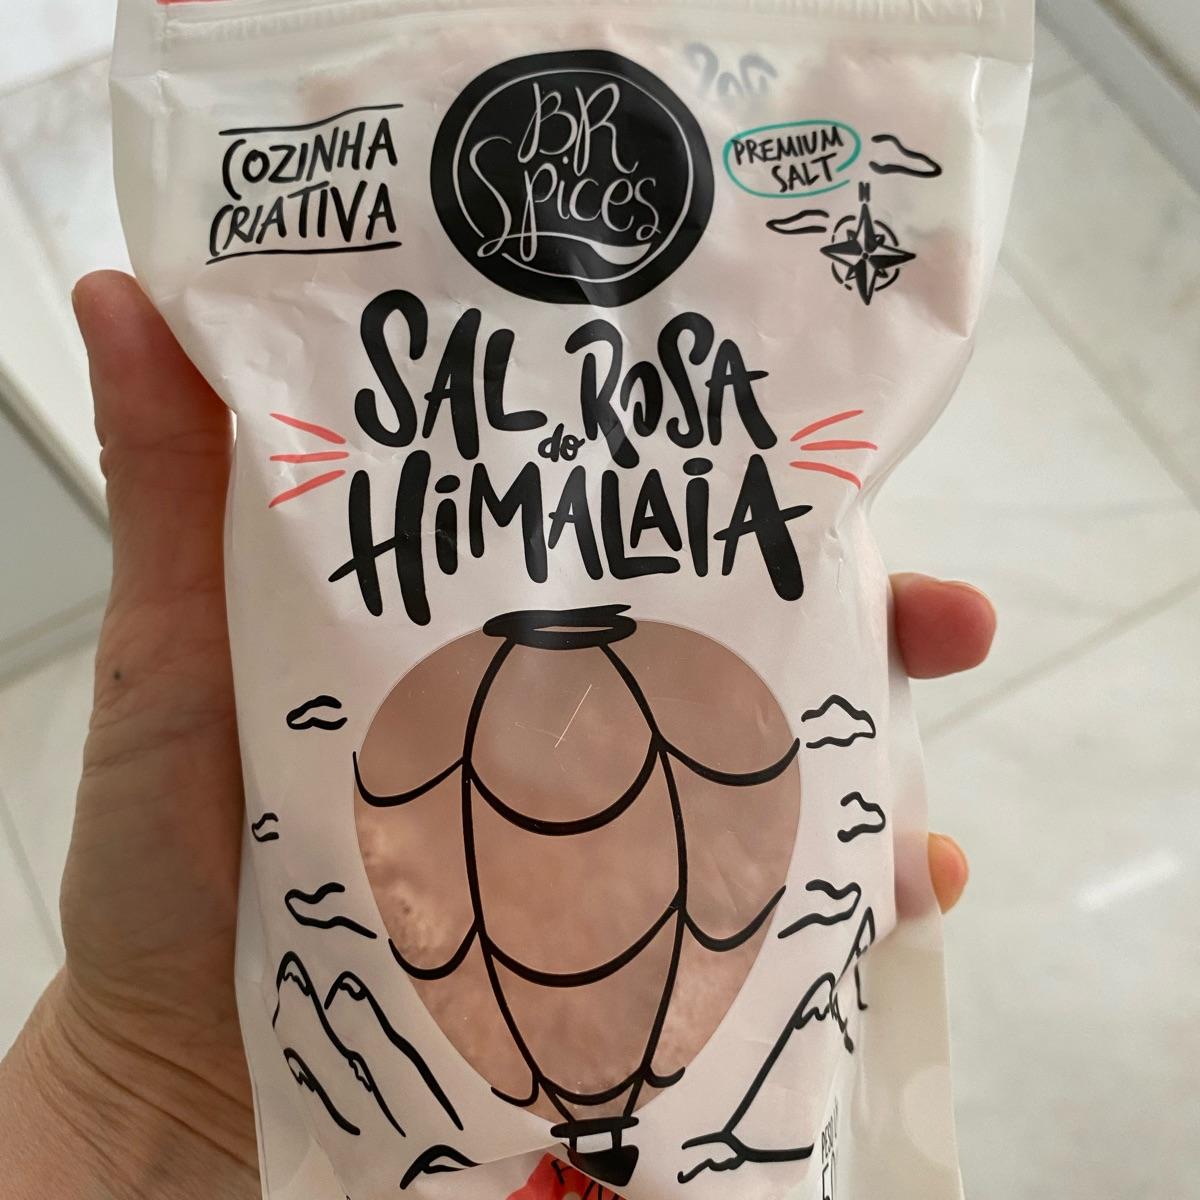 COZINHA
CRIATIVA
BR
Spices
PREMIUM
SALT
N
SAL do ROSA
HIMALAIA